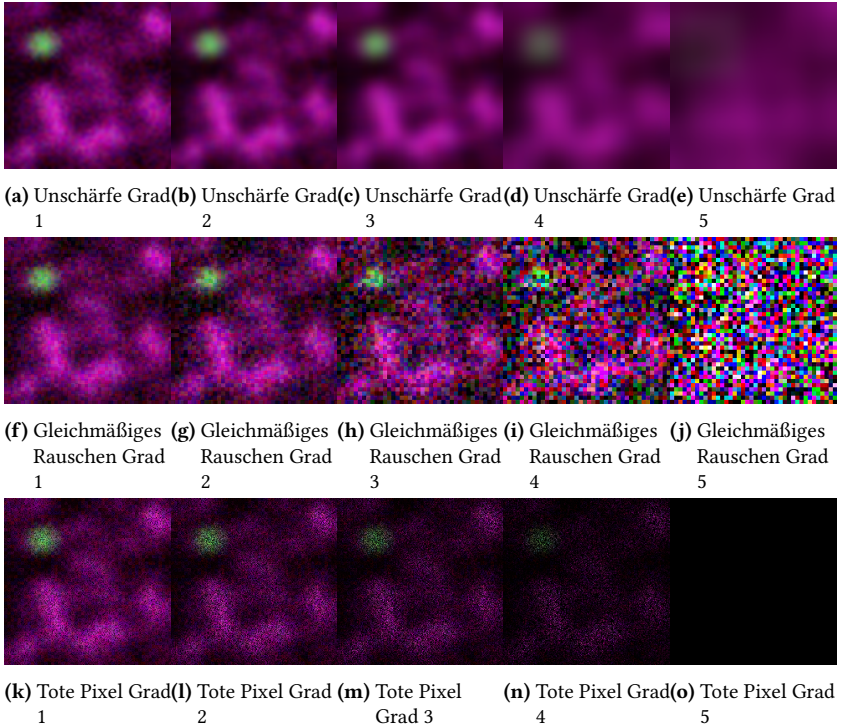 (a) Unschärfe Grad
1
(b) Unschärfe Grad
2
(c) Unschärfe Grad
3
(d) Unschärfe Grad
4
(e) Unschärfe Grad
5
(f) Gleichmäßiges
Rauschen Grad
1
(g) Gleichmäßiges
Rauschen Grad
2
(h) Gleichmäßiges
Rauschen Grad
3
(i) Gleichmäßiges
Rauschen Grad
4
(j) Gleichmäßiges
Rauschen Grad
5
(k) Tote Pixel Grad
1
(l) Tote Pixel Grad
2
(m) Tote Pixel
Grad 3
(n) Tote Pixel Grad
4
(o) Tote Pixel Grad
5